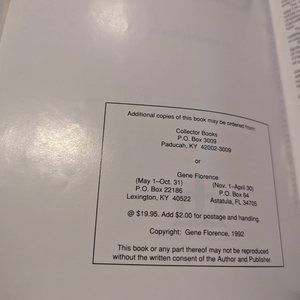 Additional copies of this book may be ordered from:
Collector Books
P.O. Box 3009
Paducah, KY 42002-3009
or
Gene Florence
(May 1–Oct. 31) (Nov. 1–April 30)
P.O. Box 22186 P.O. Box 64
Lexington, KY 40522 Astatula, FL 34705
@ $19.95. Add $2.00 for postage and handling.
Copyright: Gene Florence, 1992
This book or any part thereof may not be reproduced
without the written consent of the Author and Publisher.